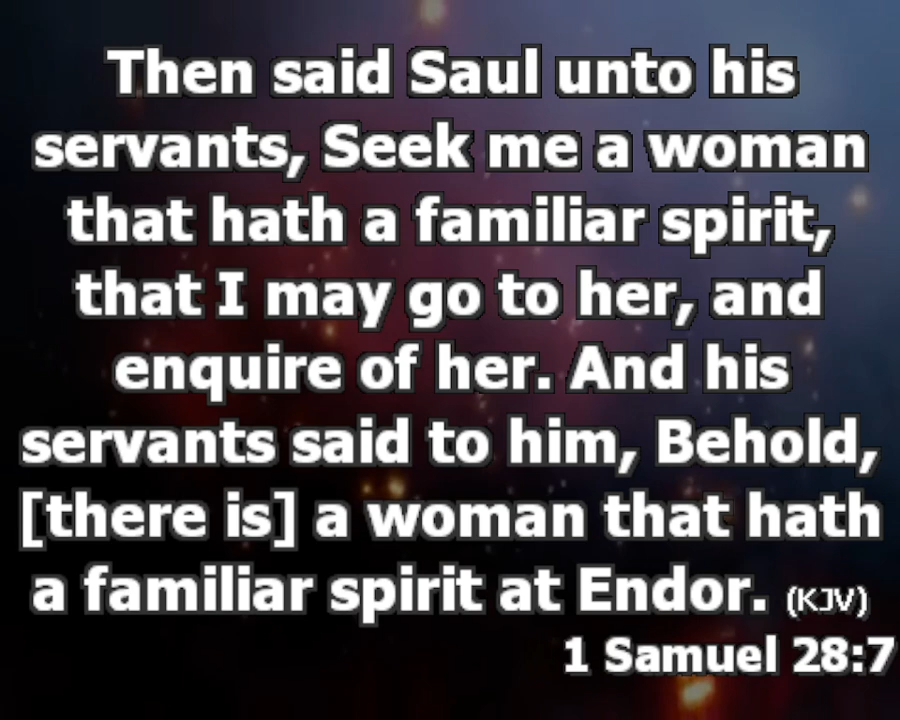 Then said Saul unto his
servants, Seek me a woman
that hath a familiar spirit,
that I may go to her, and
enquire of her. And his
servants said to him, Behold,
[there is] a woman that hath
a familiar spirit at Endor. (KJV)
1 Samuel 28:7